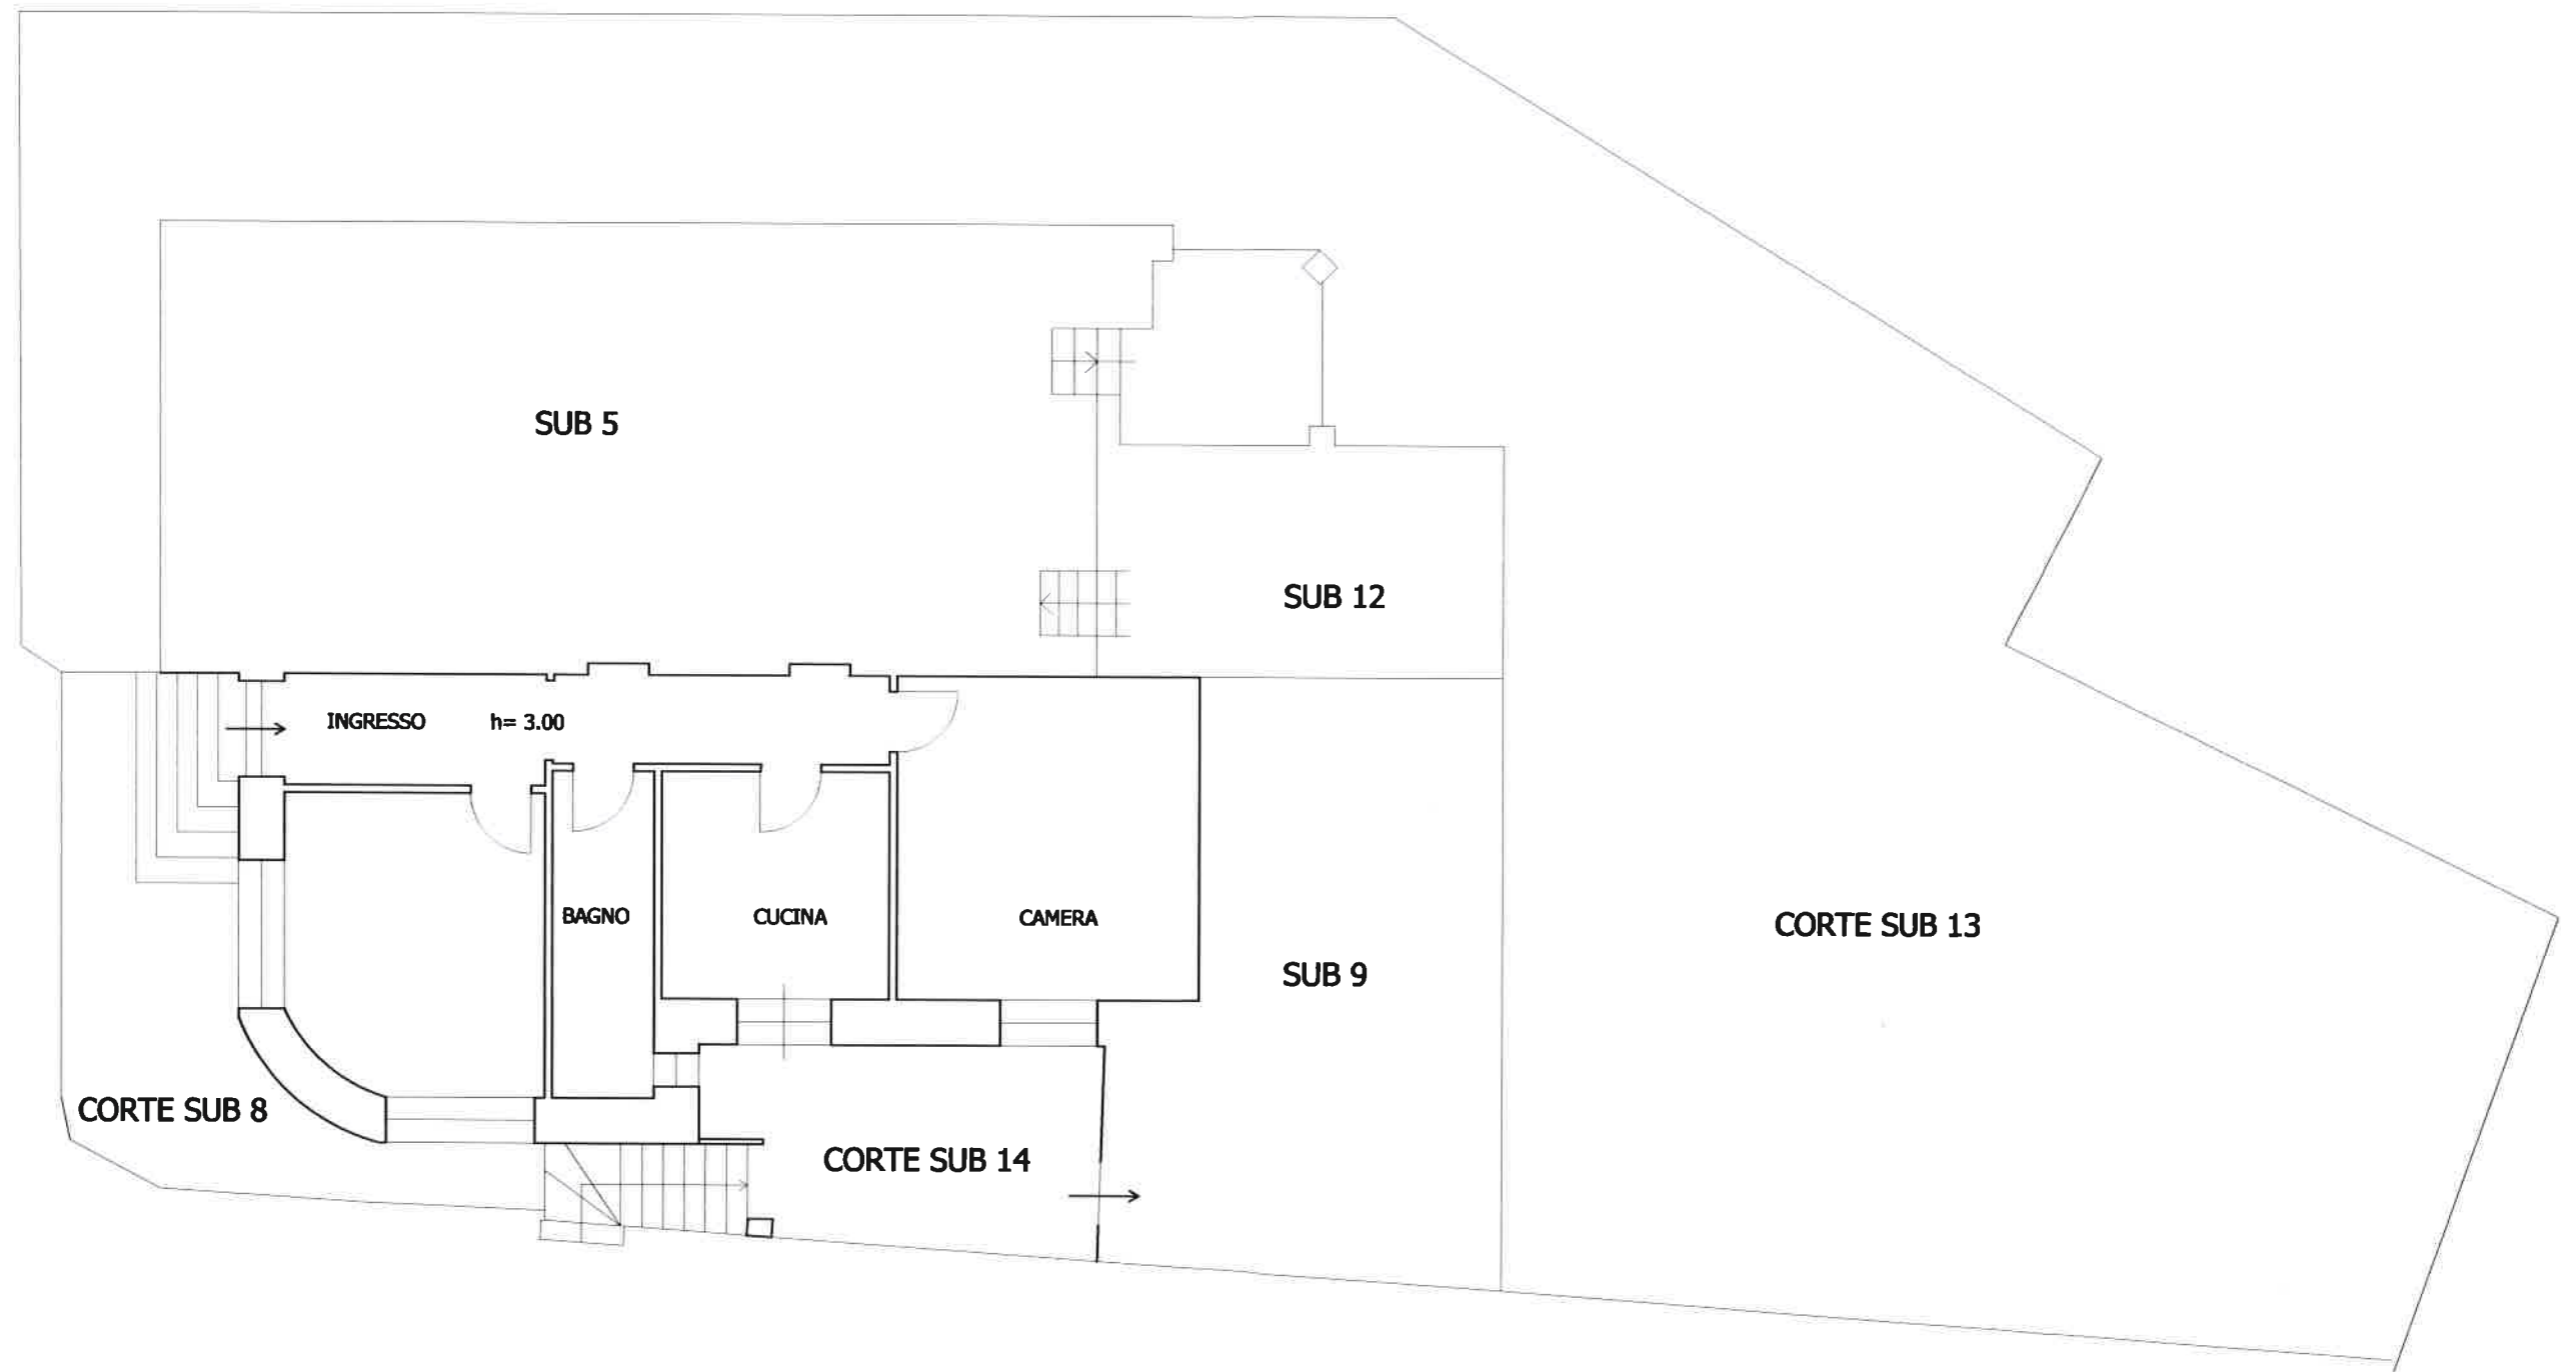 SUB 5
SUB 12
INGRESSO h= 3.00
BAGNO
CUCINA
CAMERA
CORTE SUB 13
SUB 9
CORTE SUB 8
CORTE SUB 14